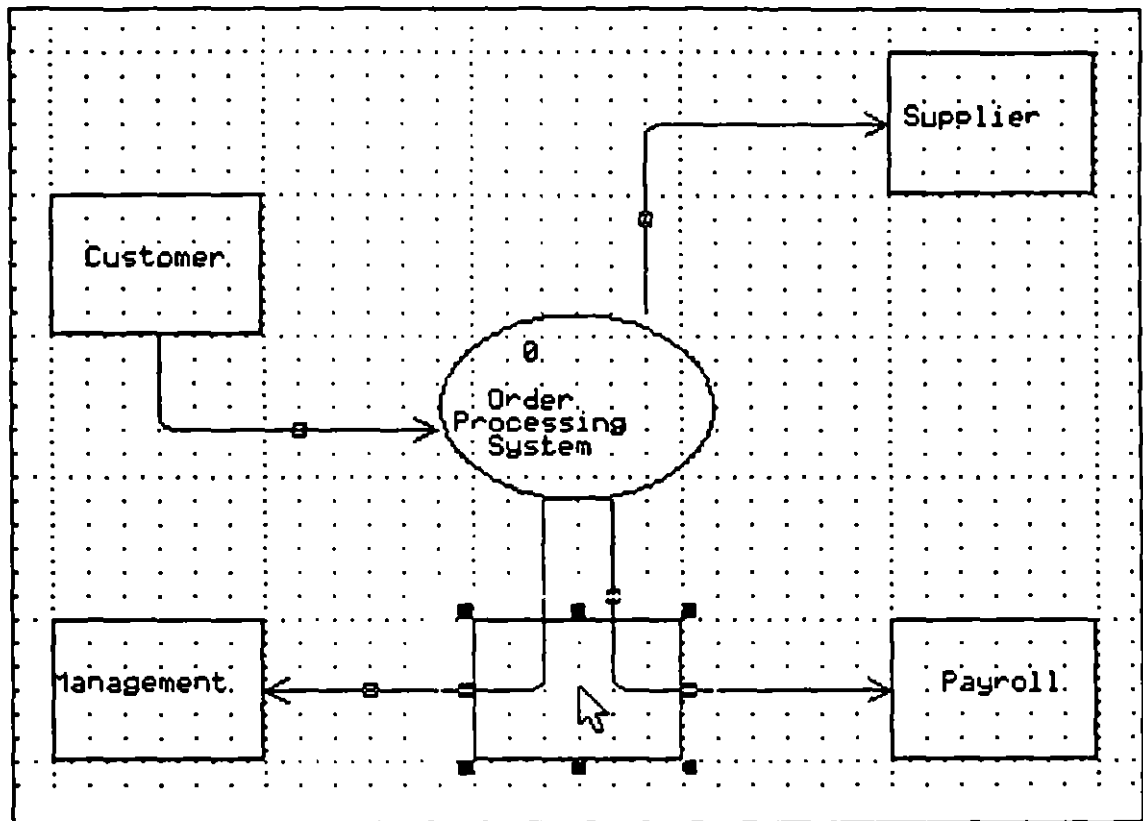 Supplier
Customer.
0
Order
Processing
System
Management.
Payroll.